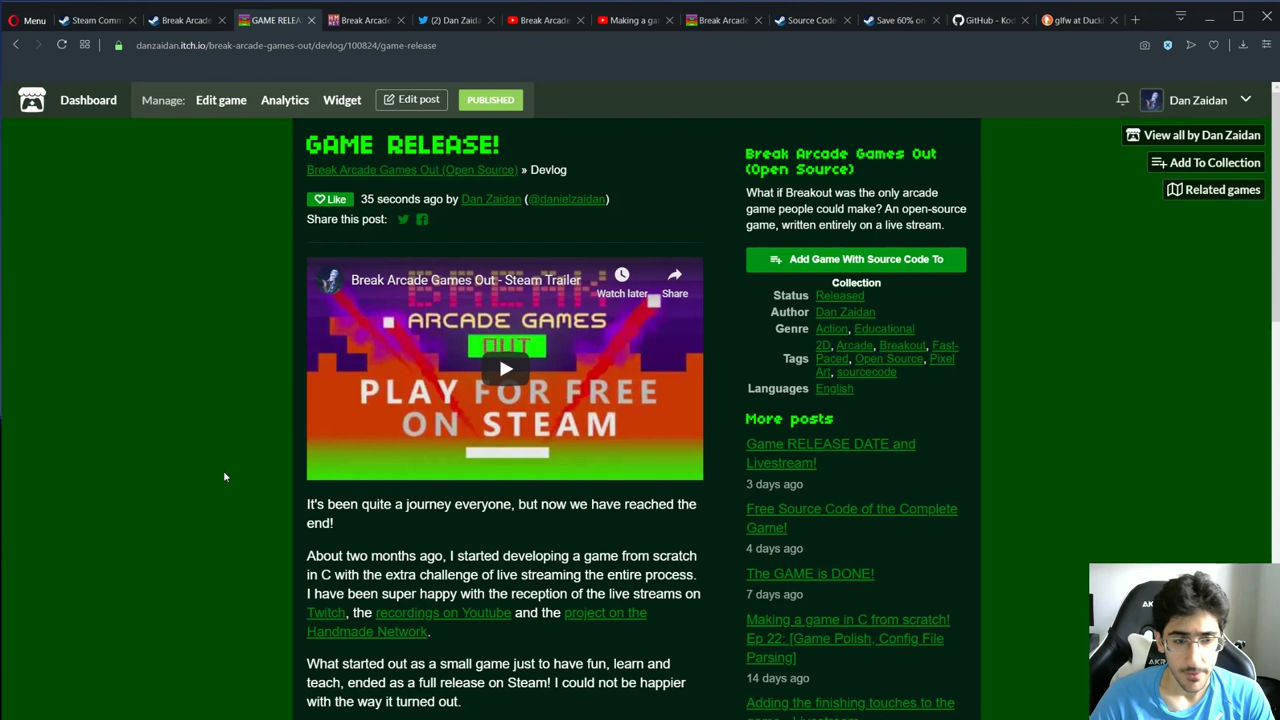 Menu
Steam Comm
Break Arcade
GAME RELEA
Break Arcade
(2) Dan Zaida
Break Arcade
Making a gam
Break Arcade
Source Code
Save 60% on
GitHub - Kod
glfw at Duckl
danzaidan.itch.io/break-arcade-games-out/devlog/100824/game-release
Dashboard
Manage:
Edit game
Analytics
Widget
Edit post
PUBLISHED
Dan Zaidan
View all by Dan Zaidan
Add To Collection
Related games
GAME RELEASE!
Break Arcade Games Out (Open Source) » Devlog
Like
35 seconds ago by Dan Zaidan (@danielzaidan)
Share this post:
Break Arcade Games Out - Steam Trailer
Watch later
Share
BREAK
ARCADE GAMES
OUT
PLAY FOR FREE
ON STEAM
It's been quite a journey everyone, but now we have reached the
end!
About two months ago, I started developing a game from scratch
in C with the extra challenge of live streaming the entire process.
I have been super happy with the reception of the live streams on
Twitch, the recordings on Youtube and the project on the
Handmade Network.
What started out as a small game just to have fun, learn and
teach, ended as a full release on Steam! I could not be happier
with the way it turned out.
Break Arcade Games Out
(Open Source)
What if Breakout was the only arcade
game people could make? An open-source
game, written entirely on a live stream.
Add Game With Source Code To
Collection
Status Released
Author Dan Zaidan
Genre Action, Educational
Tags 2D, Arcade, Breakout, Fast-
Paced, Open Source, Pixel
Art, sourcecode
Languages English
More posts
Game RELEASE DATE and
Livestream!
3 days ago
Free Source Code of the Complete
Game!
4 days ago
The GAME is DONE!
7 days ago
Making a game in C from scratch!
Ep 22: [Game Polish, Config File
Parsing]
14 days ago
Adding the finishing touches to the